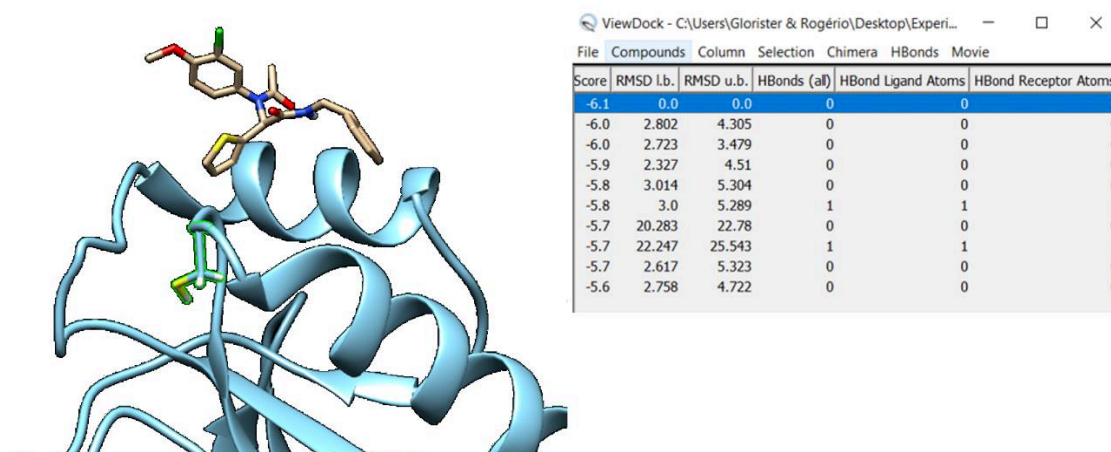 ViewDock - C:\Users\Glorister & Rogério\Desktop\Experi...
File Compounds Column Selection Chimera HBonds Movie
Score RMSD l.b. RMSD u.b. HBonds (all) HBond Ligand Atoms HBond Receptor Atoms
-6.1 0.0 0.0 0 0
-6.0 2.802 4.305 0 0
-6.0 2.723 3.479 0 0
-5.9 2.327 4.51 0 0
-5.8 3.014 5.304 0 0
-5.8 3.0 5.289 1 1
-5.7 20.283 22.78 0 0
-5.7 22.247 25.543 1 1
-5.7 2.617 5.323 0 0
-5.6 2.758 4.722 0 0